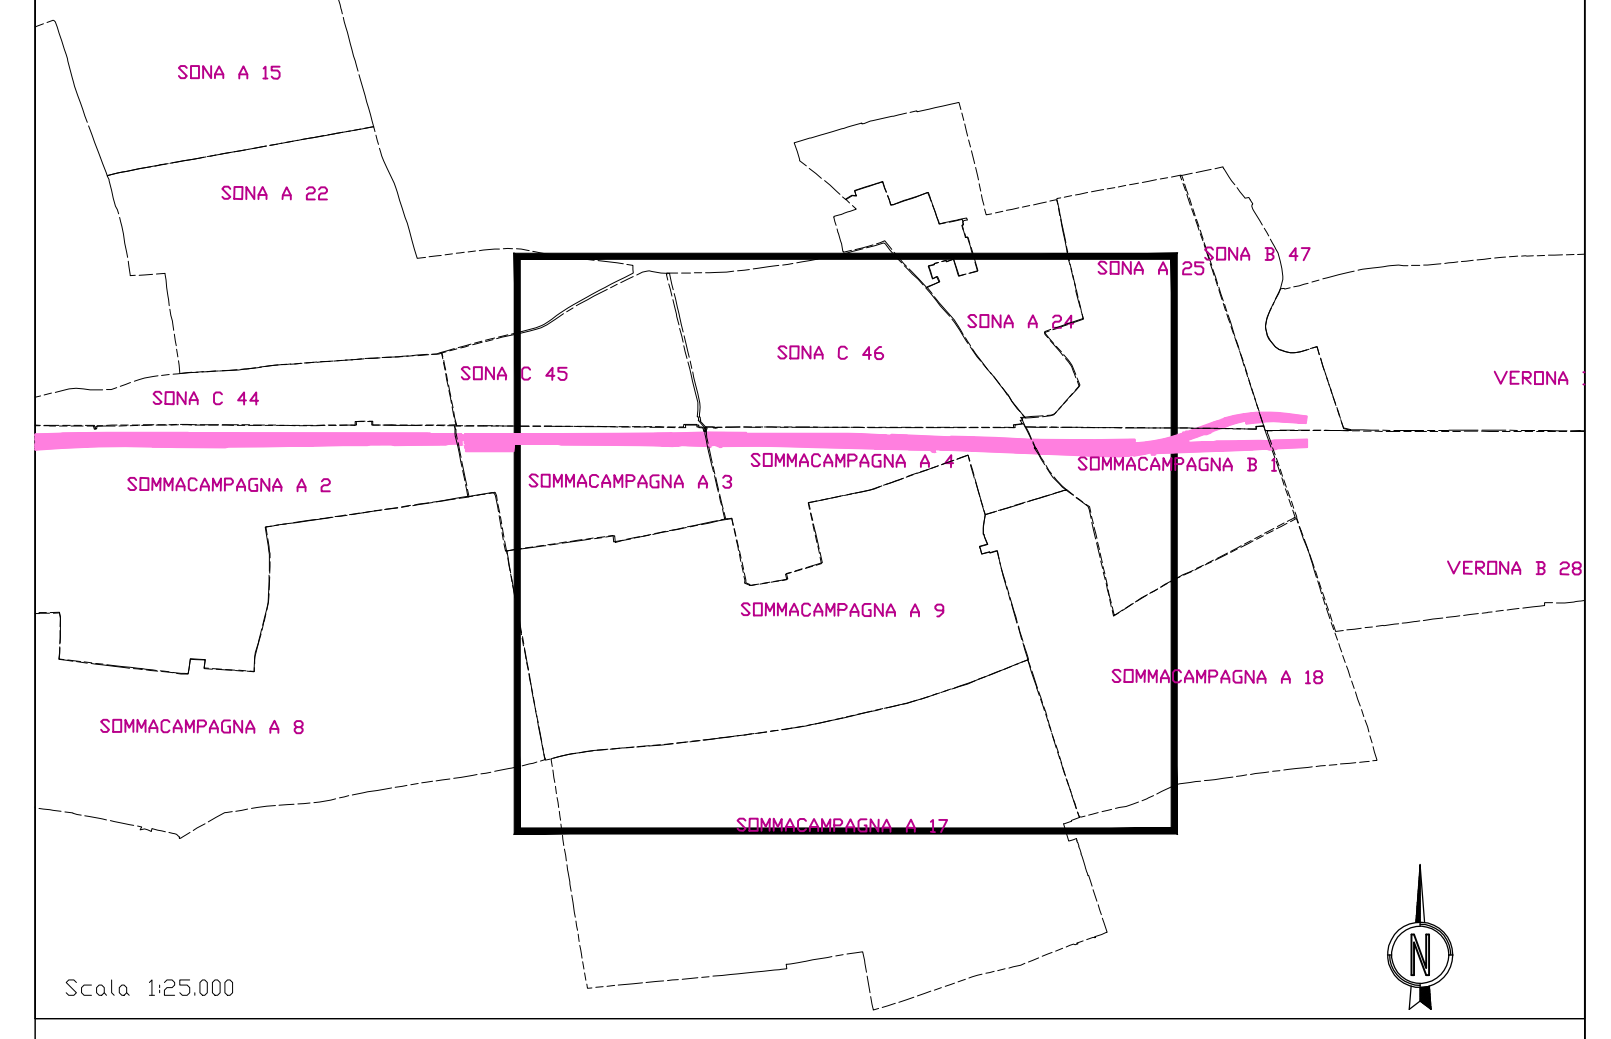 SONA A 15
SONA A 22
SONA B 47
SONA A 25
SONA A 24
SONA C 46
SONA C 45
VERONA
SONA C 44
SOMMACAMPAGNA A 4
SOMMACAMPAGNA B 1
SOMMACAMPAGNA A 3
SOMMACAMPAGNA A 2
VERONA B 28
SOMMACAMPAGNA A 9
SOMMACAMPAGNA A 18
SOMMACAMPAGNA A 8
SOMMACAMPAGNA A 17
N
Scala 1:25.000